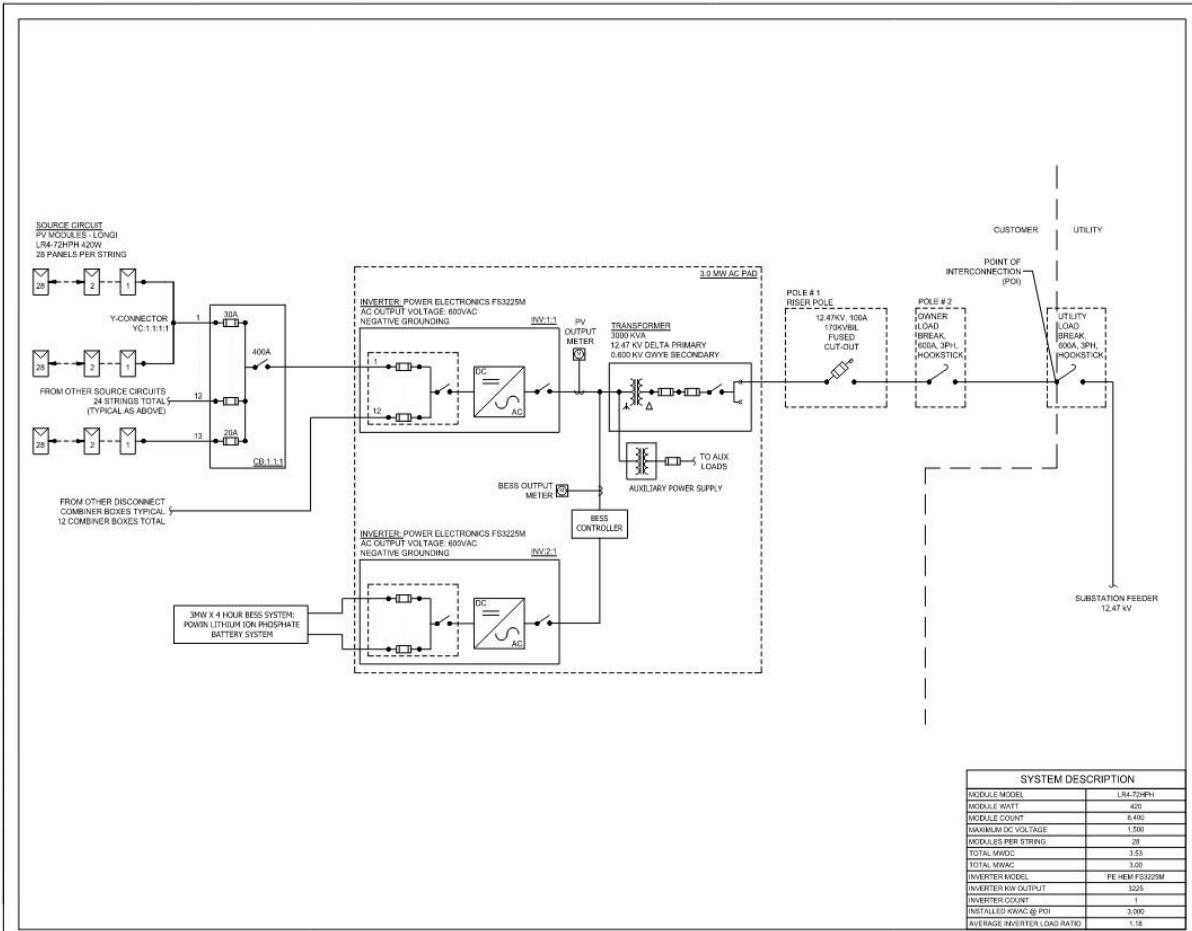 SOURCE CIRCUIT
PV MODULES - LONGI
LR4-72HPH 420W
28 PANELS PER STRING
28
2
1
Y-CONNECTOR
YC:1:1:1:1
1
30A
400A
28
2
1
FROM OTHER SOURCE CIRCUITS
24 STRINGS TOTAL
(TYPICAL AS ABOVE)
12
28
2
1
13
20A
CB:1:1:1
FROM OTHER DISCONNECT
COMBINER BOXES TYPICAL
12 COMBINER BOXES TOTAL
3.0 MW AC PAD
INVERTER: POWER ELECTRONICS FS3225M
AC OUTPUT VOLTAGE: 600VAC
NEGATIVE GROUNDING
INV:1:1
1
12
DC
AC
PV
OUTPUT
METER
TRANSFORMER
3000 KVA
12.47 KV DELTA PRIMARY
0.600 KV GWYE SECONDARY
TO AUX
LOADS
AUXILIARY POWER SUPPLY
BESS OUTPUT
METER
BESS
CONTROLLER
INVERTER: POWER ELECTRONICS FS3225M
AC OUTPUT VOLTAGE: 600VAC
NEGATIVE GROUNDING
INV:2:1
DC
AC
3MW X 4 HOUR BESS SYSTEM:
POWIN LITHIUM ION PHOSPHATE
BATTERY SYSTEM
POLE # 1
RISER POLE
12.47KV, 100A
170KVBIL
FUSED
CUT-OUT
POLE # 2
OWNER
LOAD
BREAK,
600A, 3PH,
HOOKSTICK
CUSTOMER
UTILITY
POINT OF
INTERCONNECTION
(POI)
UTILITY
LOAD
BREAK,
600A, 3PH,
HOOKSTICK
SUBSTATION FEEDER
12.47 kV
SYSTEM DESCRIPTION
MODULE MODEL LR4-72HPH
MODULE WATT 420
MODULE COUNT 8,400
MAXIMUM DC VOLTAGE 1,500
MODULES PER STRING 28
TOTAL MWDC 3.53
TOTAL MWAC 3.00
INVERTER MODEL PE HEM FS3225M
INVERTER KW OUTPUT 3225
INVERTER COUNT 1
INSTALLED KWAC @ POI 3,000
AVERAGE INVERTER LOAD RATIO 1.18